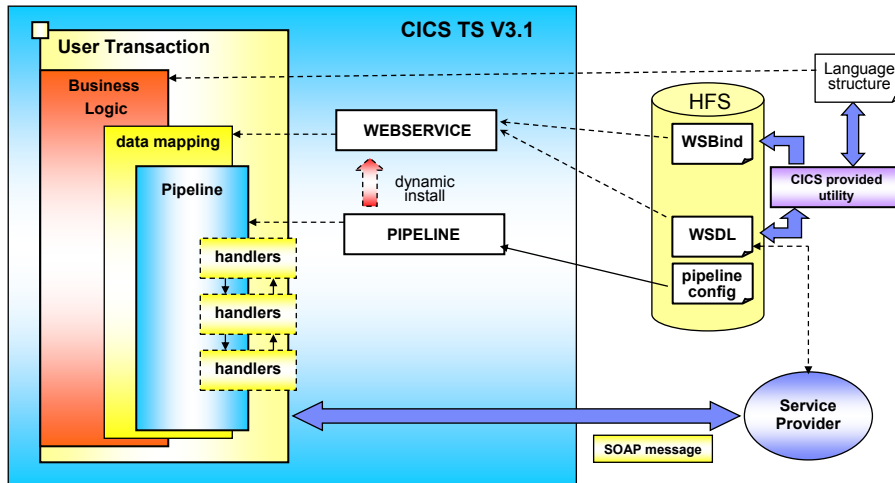 CICS TS V3.1
User Transaction
Business
Logic
data mapping
Pipeline
handlers
handlers
handlers
WEBSERVICE
dynamic
install
PIPELINE
HFS
WSBind
WSDL
pipeline
config
Language
structure
CICS provided
utility
Service
Provider
SOAP message